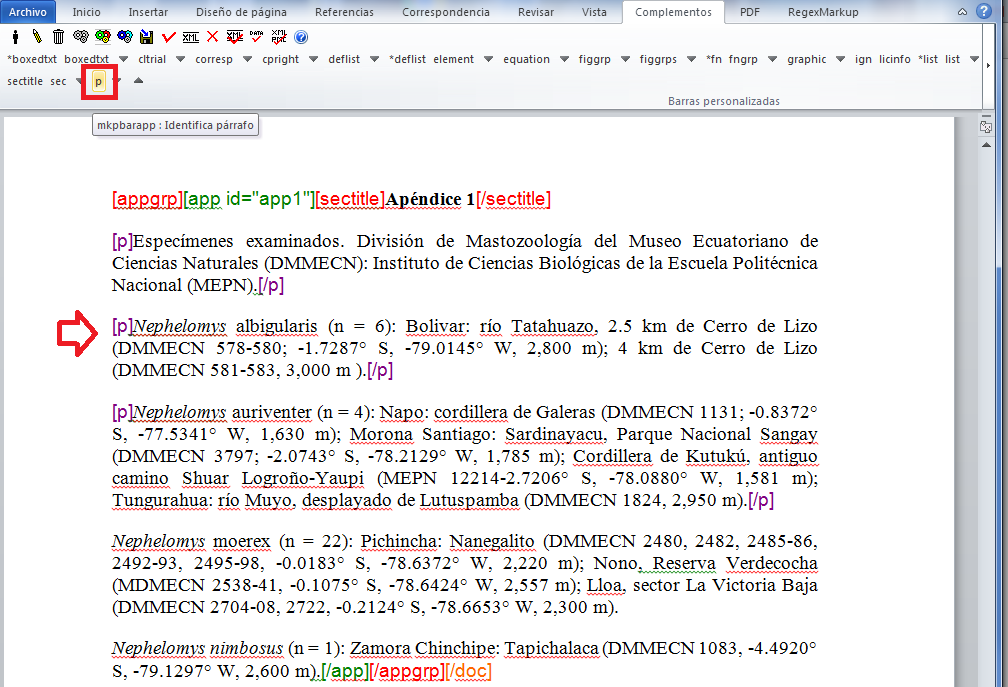 Archivo Inicio Insertar Diseño de página Referencias Correspondencia Revisar Vista Complementos PDF RegexMarkup
XML XML DATA XML PMC
*boxedtxt boxedtxt cltrial corresp cpright deflist *deflist element equation figgrp figgrps *fn fngrp graphic ign licinfo *list list
sectitle sec p
Barras personalizadas
mkpbarapp : Identifica párrafo
[appgrp][app id="app1"][sectitle]Apéndice 1[/sectitle]
[p]Especímenes examinados. División de Mastozoología del Museo Ecuatoriano de
Ciencias Naturales (DMMECN): Instituto de Ciencias Biológicas de la Escuela Politécnica
Nacional (MEPN).[/p]
[p]Nephelomys albigularis (n = 6): Bolivar: río Tatahuazo, 2.5 km de Cerro de Lizo
(DMMECN 578-580; -1.7287° S, -79.0145° W, 2,800 m); 4 km de Cerro de Lizo
(DMMECN 581-583, 3,000 m ).[/p]
[p]Nephelomys auriventer (n = 4): Napo: cordillera de Galeras (DMMECN 1131; -0.8372°
S, -77.5341° W, 1,630 m); Morona Santiago: Sardinayacu, Parque Nacional Sangay
(DMMECN 3797; -2.0743° S, -78.2129° W, 1,785 m); Cordillera de Kutukú, antiguo
camino Shuar Logroño-Yaupi (MEPN 12214-2.7206° S, -78.0880° W, 1,581 m);
Tungurahua: río Muyo, desplayado de Lutuspamba (DMMECN 1824, 2,950 m).[/p]
Nephelomys moerex (n = 22): Pichincha: Nanegalito (DMMECN 2480, 2482, 2485-86,
2492-93, 2495-98, -0.0183° S, -78.6372° W, 2,220 m); Nono, Reserva Verdecocha
(MDMECN 2538-41, -0.1075° S, -78.6424° W, 2,557 m); Lloa, sector La Victoria Baja
(DMMECN 2704-08, 2722, -0.2124° S, -78.6653° W, 2,300 m).
Nephelomys nimbosus (n = 1): Zamora Chinchipe: Tapichalaca (DMMECN 1083, -4.4920°
S, -79.1297° W, 2,600 m).[/app][/appgrp][/doc]